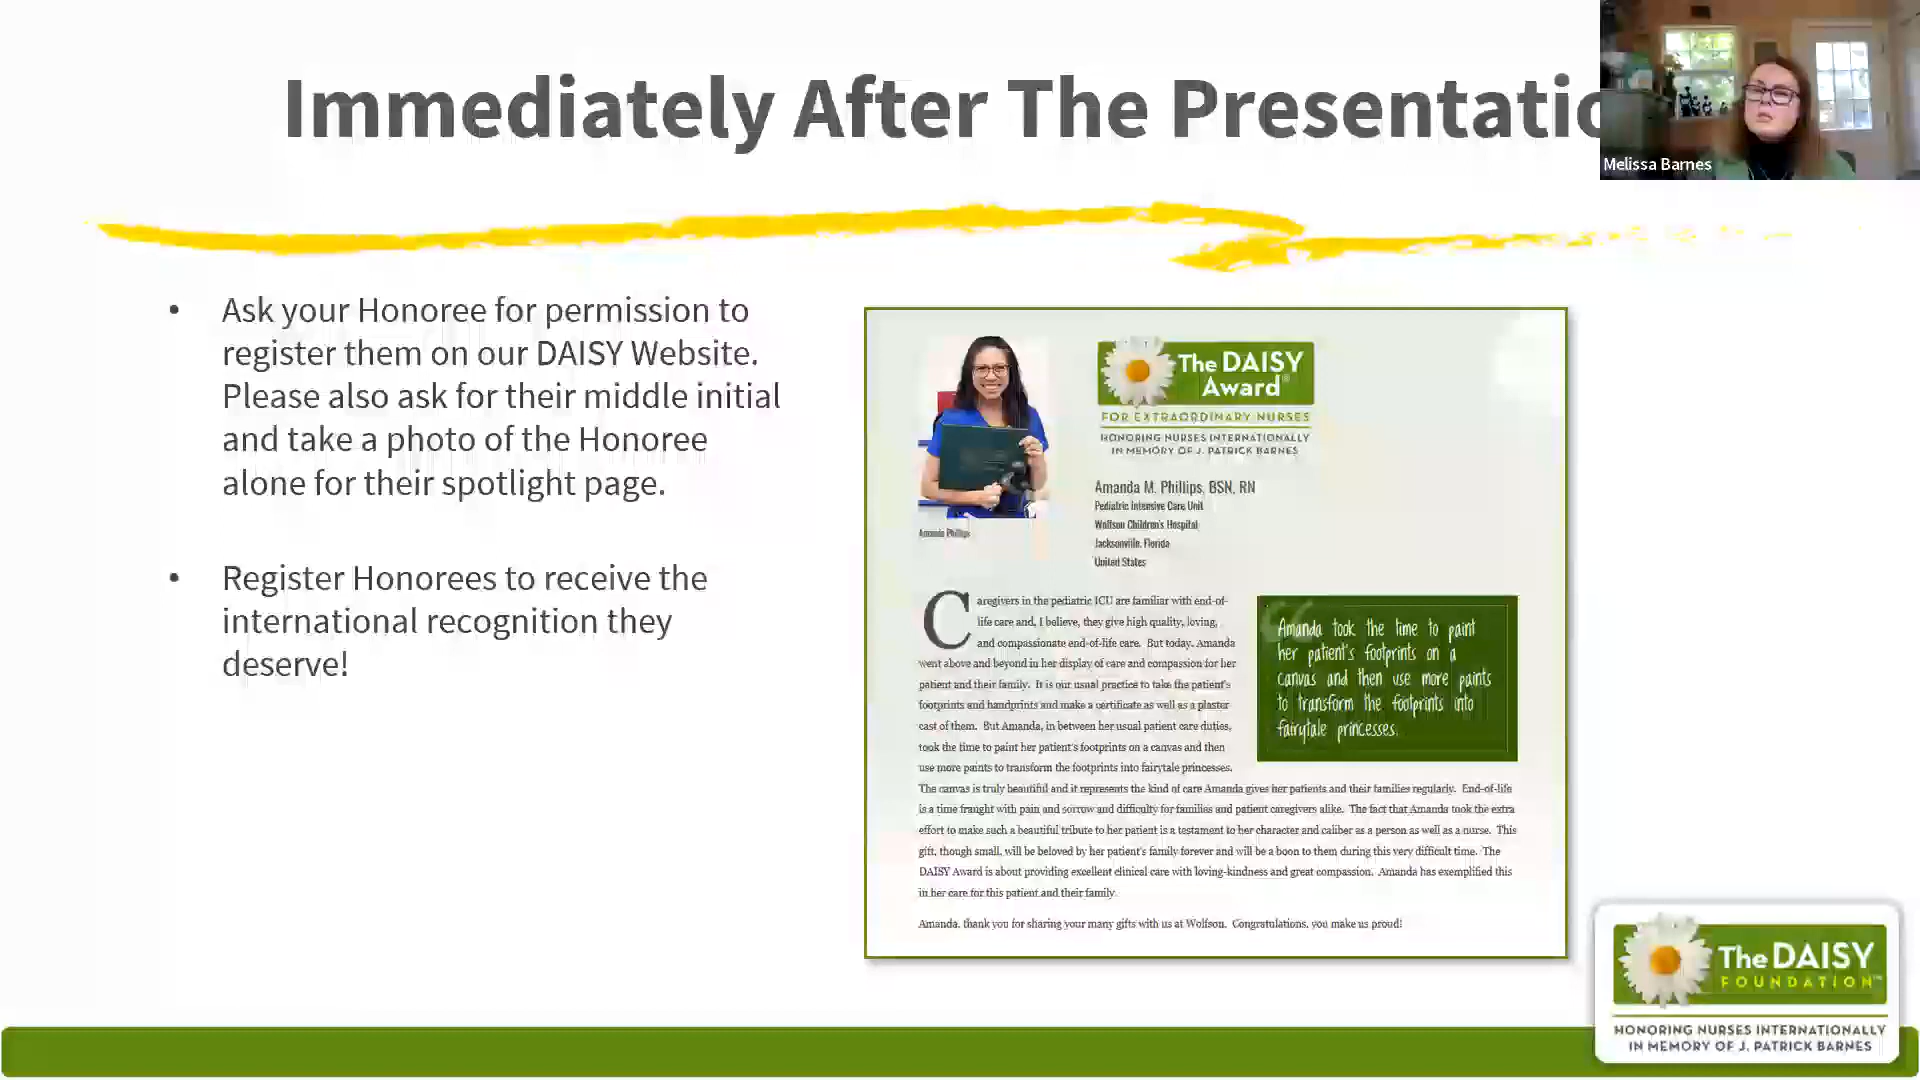 Immediately After The Presentatio
Melissa Barnes
• Ask your Honoree for permission to
register them on our DAISY Website.
Please also ask for their middle initial
and take a photo of the Honoree
alone for their spotlight page.
• Register Honorees to receive the
international recognition they
deserve!
The DAISY
Award®
FOR EXTRAORDINARY NURSES
HONORING NURSES INTERNATIONALLY
IN MEMORY OF J. PATRICK BARNES
Amanda Phillips
Amanda M. Phillips, BSN, RN
Pediatric Intensive Care Unit
Wolfson Children's Hospital
Jacksonville, Florida
United States
Caregivers in the pediatric ICU are familiar with end-of-
life care and, I believe, they give high quality, loving,
and compassionate end-of-life care. But today, Amanda
went above and beyond in her display of care and compassion for her
patient and their family. It is our usual practice to take the patient's
footprints and handprints and make a certificate as well as a plaster
cast of them. But Amanda, in between her usual patient care duties,
took the time to paint her patient's footprints on a canvas and then
use more paints to transform the footprints into fairytale princesses.
The canvas is truly beautiful and it represents the kind of care Amanda gives her patients and their families regularly. End-of-life
is a time fraught with pain and sorrow and difficulty for families and patient caregivers alike. The fact that Amanda took the extra
effort to make such a beautiful tribute to her patient is a testament to her character and caliber as a person as well as a nurse. This
gift, though small, will be beloved by her patient's family forever and will be a boon to them during this very difficult time. The
DAISY Award is about providing excellent clinical care with loving-kindness and great compassion. Amanda has exemplified this
in her care for this patient and their family.
Amanda, thank you for sharing your many gifts with us at Wolfson. Congratulations, you make us proud!
Amanda took the time to paint
her patient's footprints on a
canvas and then use more paints
to transform the footprints into
fairytale princesses.
The DAISY
FOUNDATION™
HONORING NURSES INTERNATIONALLY
IN MEMORY OF J. PATRICK BARNES